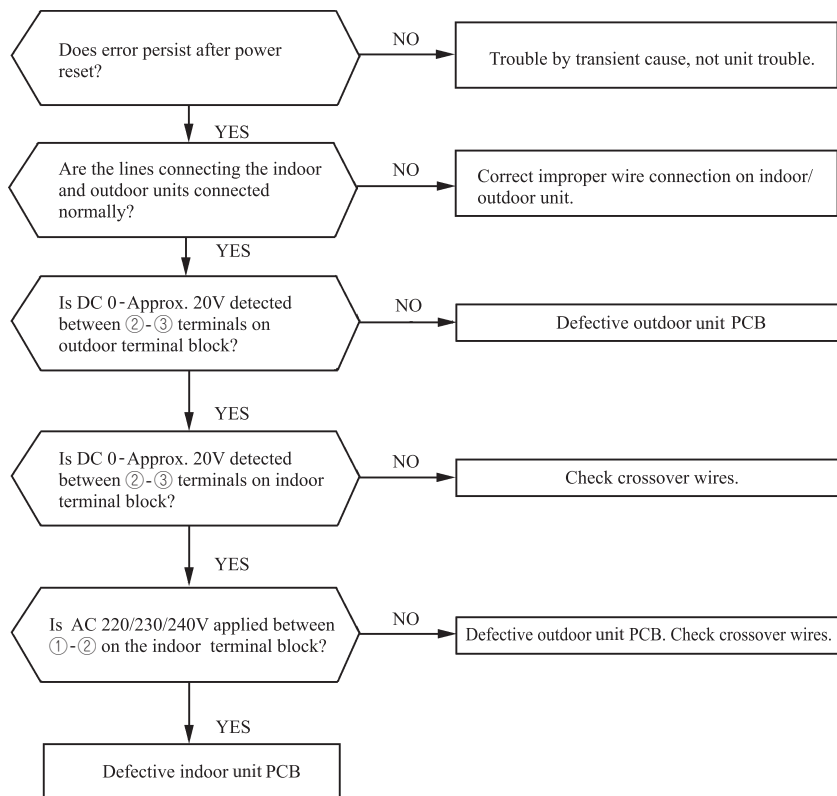 Does error persist after power
reset?
NO
Trouble by transient cause, not unit trouble.
YES
Are the lines connecting the indoor
and outdoor units connected
normally?
NO
Correct improper wire connection on indoor/
outdoor unit.
YES
Is DC 0-Approx. 20V detected
between ②-③ terminals on
outdoor terminal block?
NO
Defective outdoor unit PCB
YES
Is DC 0-Approx. 20V detected
between ②-③ terminals on indoor
terminal block?
NO
Check crossover wires.
YES
Is AC 220/230/240V applied between
①-② on the indoor terminal block?
NO
Defective outdoor unit PCB. Check crossover wires.
YES
Defective indoor unit PCB